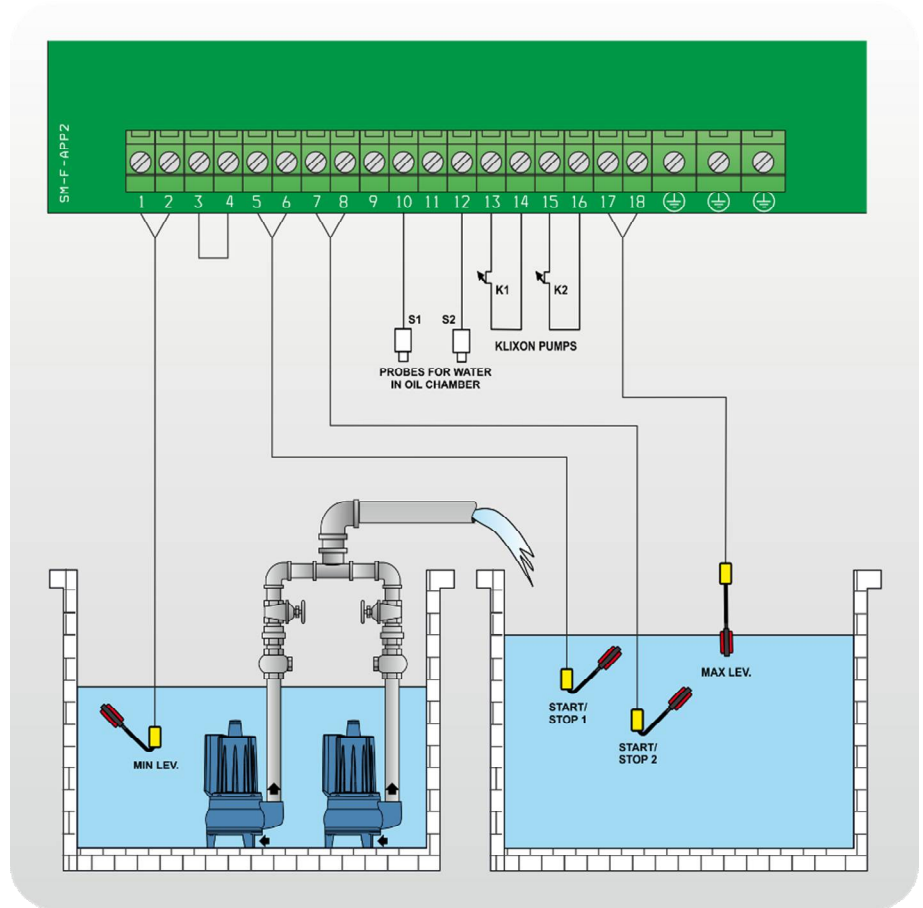 SM-F-APP2
1 2 3 4 5 6 7 8 9 10 11 12 13 14 15 16 17 18
K1
K2
S1
S2
KLIXON PUMPS
PROBES FOR WATER
IN OIL CHAMBER
MAX LEV.
START/
STOP 1
START/
STOP 2
MIN LEV.